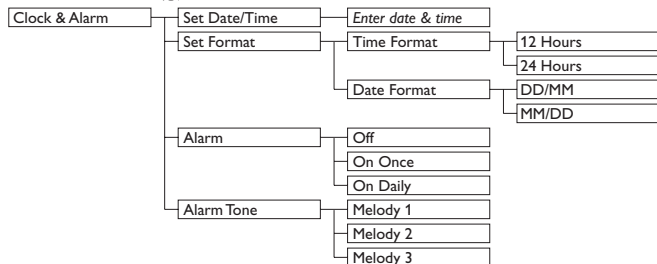 Clock & Alarm
Set Date/Time
Enter date & time
Set Format
Time Format
12 Hours
24 Hours
Date Format
DD/MM
MM/DD
Alarm
Off
On Once
On Daily
Alarm Tone
Melody 1
Melody 2
Melody 3